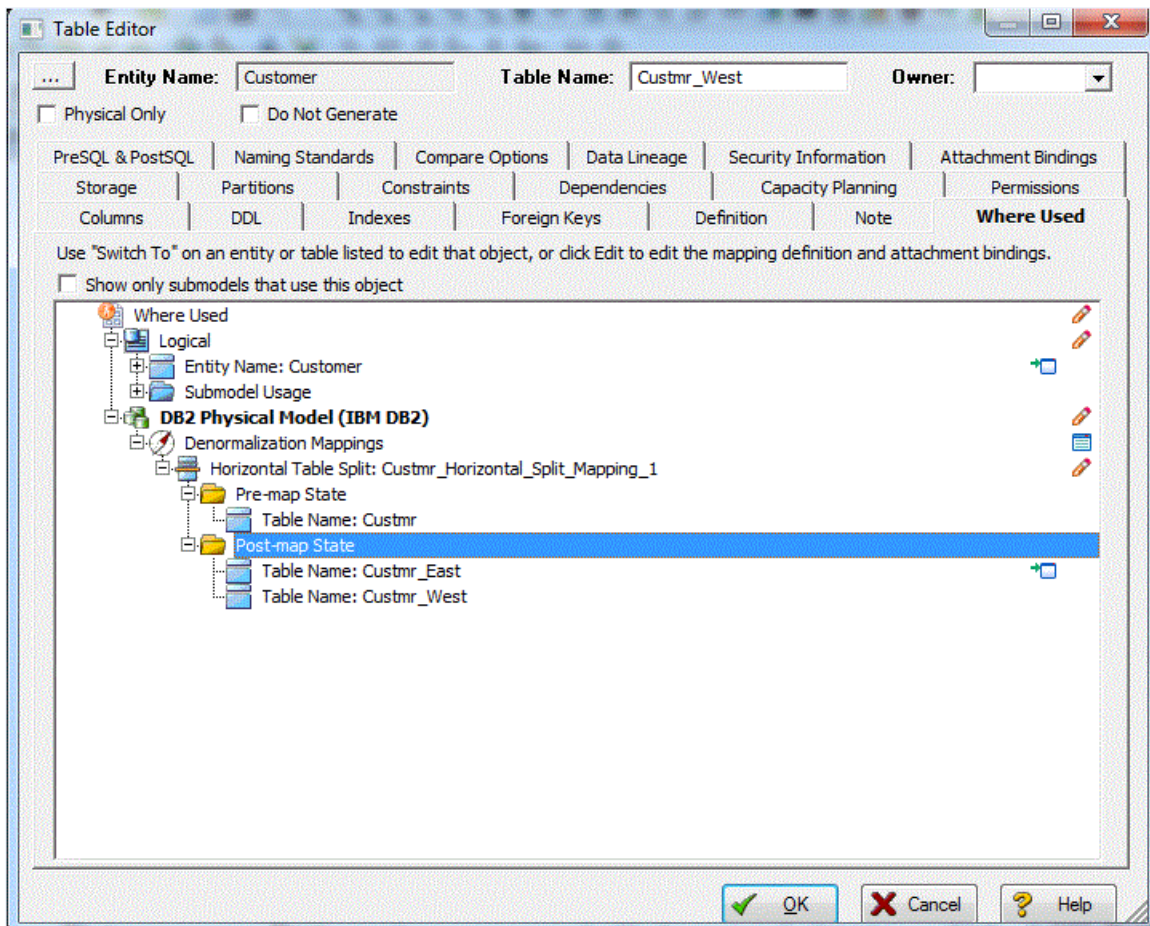 Table Editor
... Entity Name: Customer Table Name: Custmr_West Owner:
Physical Only Do Not Generate
PreSQL & PostSQL Naming Standards Compare Options Data Lineage Security Information Attachment Bindings
Storage Partitions Constraints Dependencies Capacity Planning Permissions
Columns DDL Indexes Foreign Keys Definition Note Where Used
Use "Switch To" on an entity or table listed to edit that object, or click Edit to edit the mapping definition and attachment bindings.
Show only submodels that use this object
Where Used
Logical
Entity Name: Customer
Submodel Usage
DB2 Physical Model (IBM DB2)
Denormalization Mappings
Horizontal Table Split: Custmr_Horizontal_Split_Mapping_1
Pre-map State
Table Name: Custmr
Post-map State
Table Name: Custmr_East
Table Name: Custmr_West
OK Cancel Help